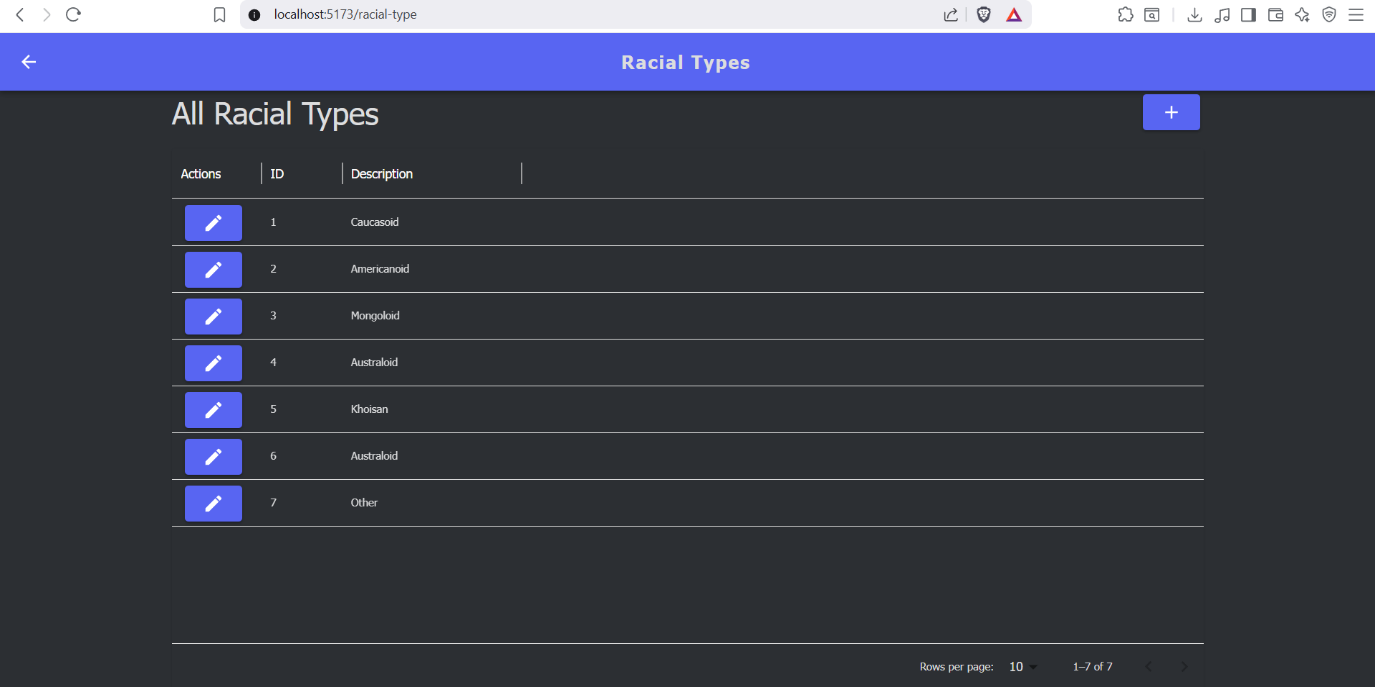 localhost:5173/racial-type
Racial Types
All Racial Types
+
Actions ID Description
1 Caucasoid
2 Americanoid
3 Mongoloid
4 Australoid
5 Khoisan
6 Australoid
7 Other
Rows per page: 10 1–7 of 7